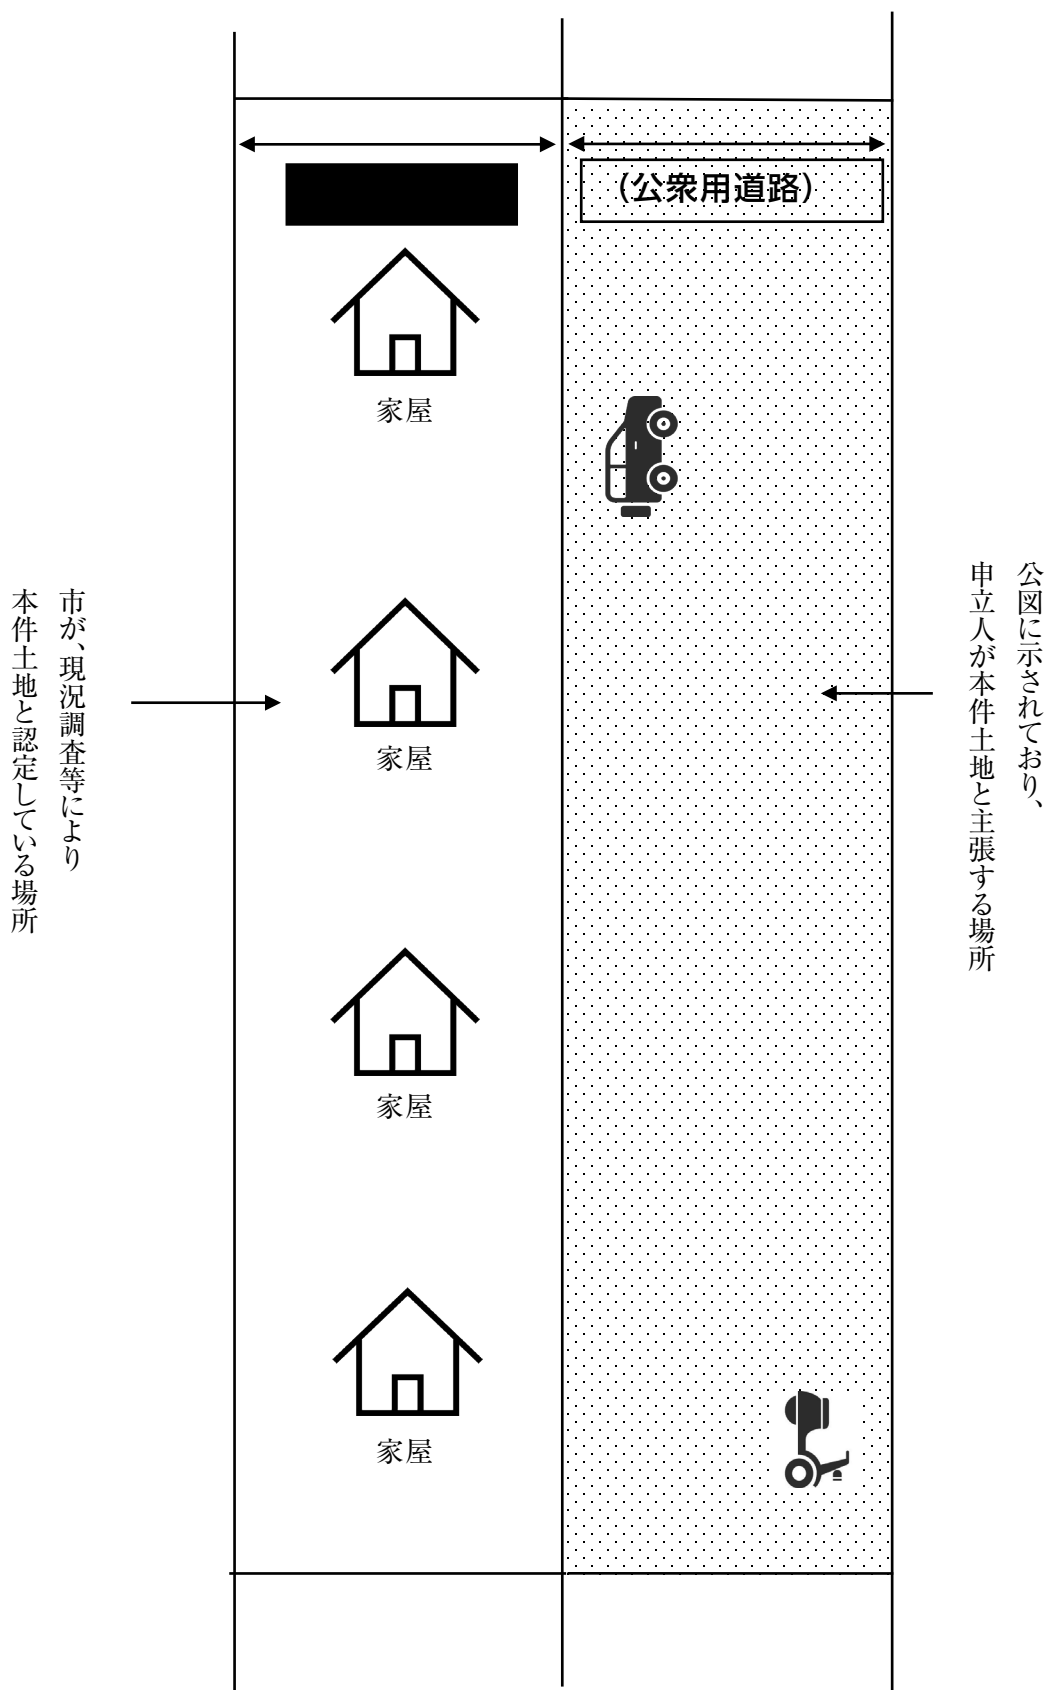 （公衆用道路）
家屋
家屋
家屋
家屋
公図に示されており、
申立人が本件土地と主張する場所
市が、現況調査等により
本件土地と認定している場所